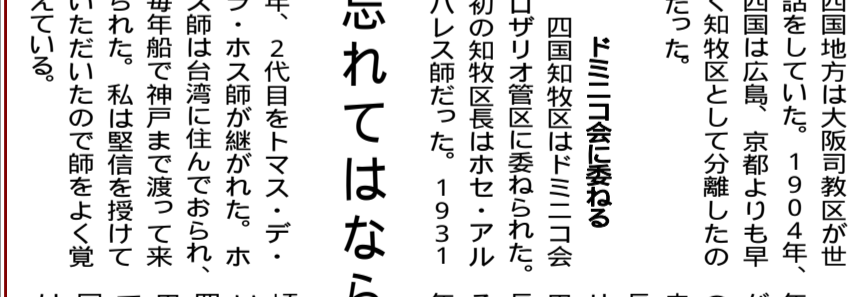 四国地方は大阪司教区が世
話をしていた。1904年、
四国は広島、京都よりも早
く知牧区として分離したの
だった。
ドミニコ会に委ねる
四国知牧区はドミニコ会
ロザリオ管区に委ねられた。
初の知牧区長はホセ・アル
バレス師だった。1931
忘れてはなら
年、2代目をトマス・デ・
ラ・ホス師が継がれた。ホ
ス師は台湾に住んでおられ、
毎年船で神戸まで渡って来
られた。私は堅信を授けて
いただいたので師をよく覚
えている。